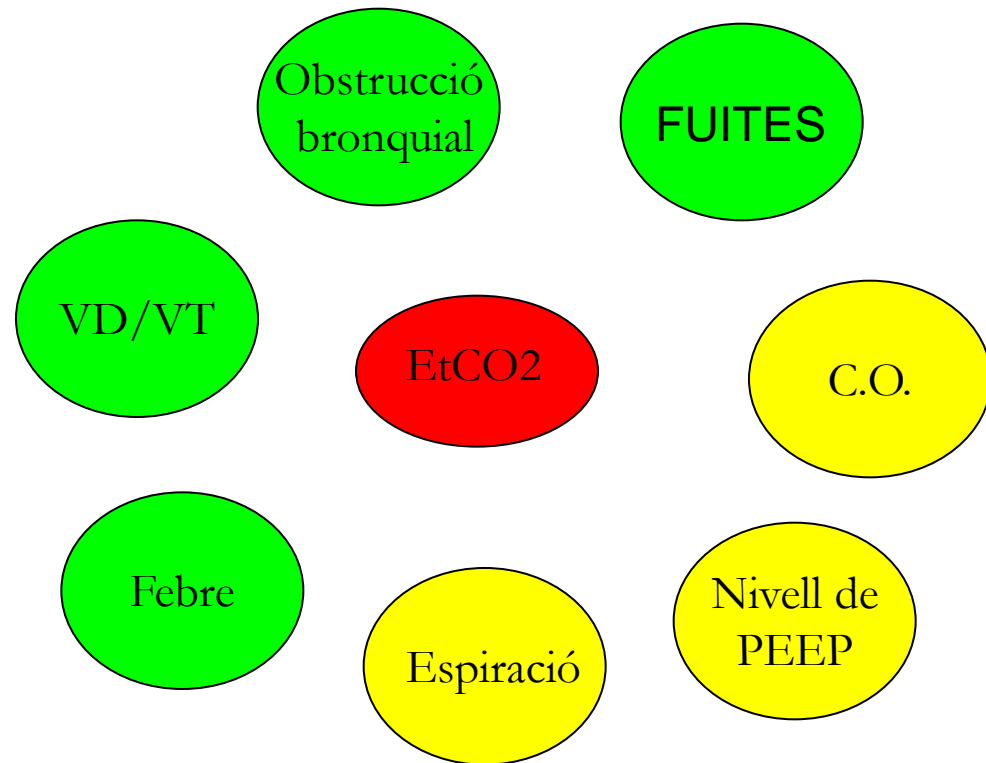 Obstrucció
bronquial
FUITES
VD/VT
EtCO2
C.O.
Febre
Espiració
Nivell de
PEEP